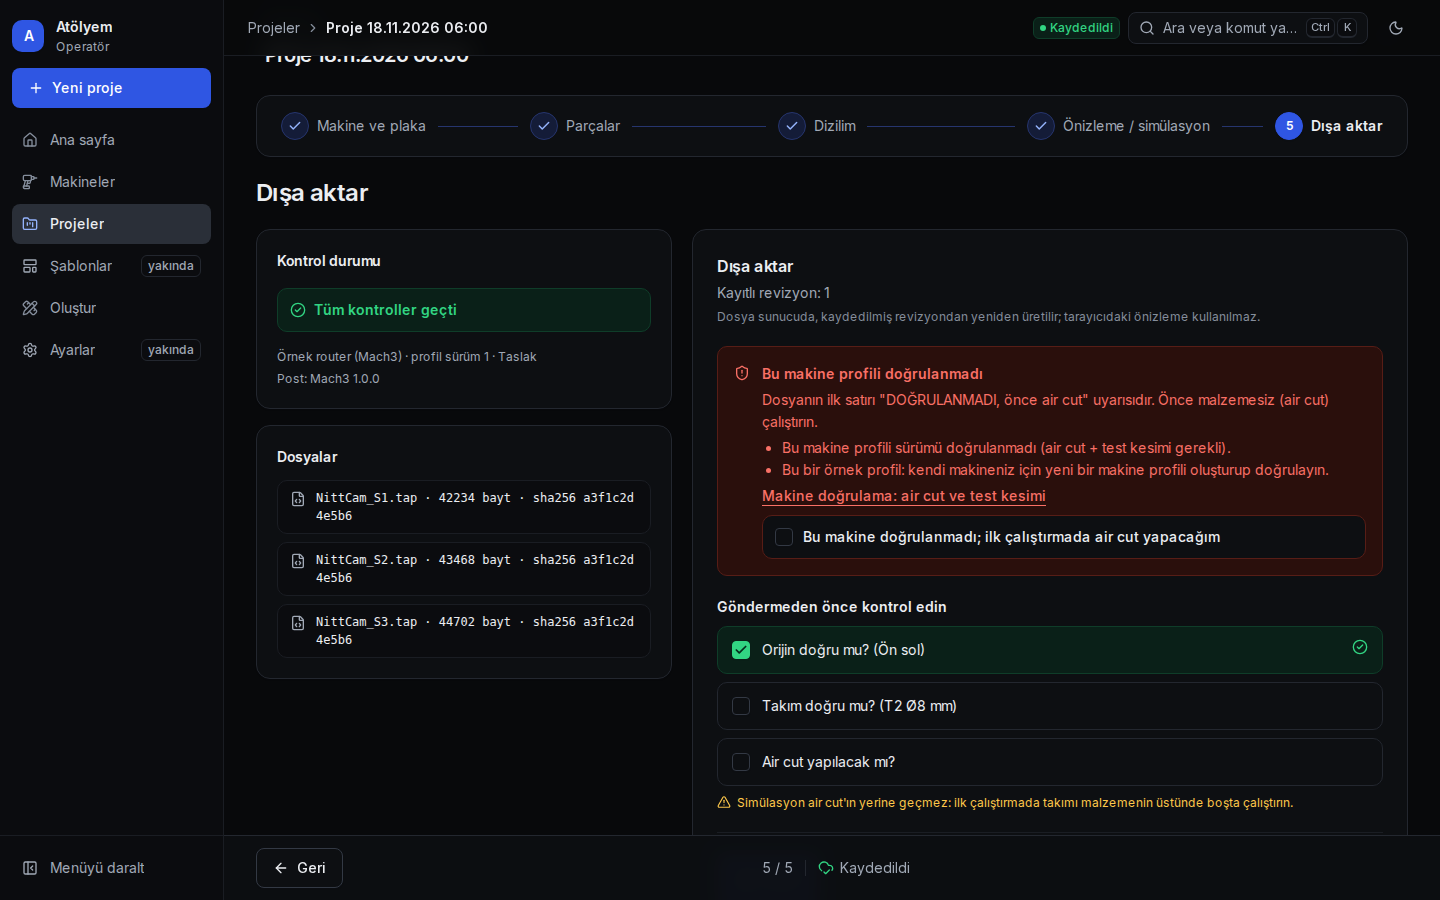 A
Atölyem
Operatör
Yeni proje
Ana sayfa
Makineler
Projeler
Şablonlar yakında
Oluştur
Ayarlar yakında
Menüyü daralt
Projeler > Proje 18.11.2026 06:00
Kaydedildi
Ara veya komut ya... Ctrl K
Proje 18.11.2026 06:00
Makine ve plaka
Parçalar
Dizilim
Önizleme / simülasyon
5 Dışa aktar
Dışa aktar
Kontrol durumu
Tüm kontroller geçti
Örnek router (Mach3) · profil sürüm 1 · Taslak
Post: Mach3 1.0.0
Dosyalar
NittCam_S1.tap · 42234 bayt · sha256 a3f1c2d
4e5b6
NittCam_S2.tap · 43468 bayt · sha256 a3f1c2d
4e5b6
NittCam_S3.tap · 44702 bayt · sha256 a3f1c2d
4e5b6
Dışa aktar
Kayıtlı revizyon: 1
Dosya sunucuda, kaydedilmiş revizyondan yeniden üretilir; tarayıcıdaki önizleme kullanılmaz.
Bu makine profili doğrulanmadı
Dosyanın ilk satırı "DOĞRULANMADI, önce air cut" uyarısıdır. Önce malzemesiz (air cut)
çalıştırın.
• Bu makine profili sürümü doğrulanmadı (air cut + test kesimi gerekli).
• Bu bir örnek profil: kendi makineniz için yeni bir makine profili oluşturup doğrulayın.
Makine doğrulama: air cut ve test kesimi
Bu makine doğrulanmadı; ilk çalıştırmada air cut yapacağım
Göndermeden önce kontrol edin
Orijin doğru mu? (Ön sol)
Takım doğru mu? (T2 Ø8 mm)
Air cut yapılacak mı?
Simülasyon air cut'ın yerine geçmez: ilk çalıştırmada takımı malzemenin üstünde boşta çalıştırın.
Geri
5 / 5
Kaydedildi